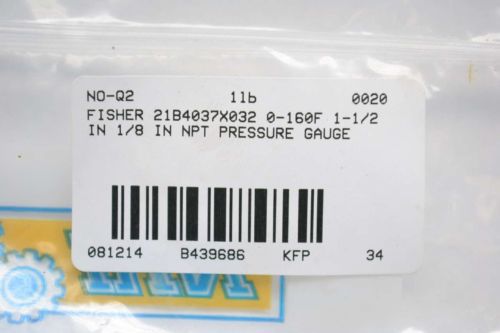 NO-Q2 1lb 0020
FISHER 21B4037X032 0-160F 1-1/2
IN 1/8 IN NPT PRESSURE GAUGE
081214 B439686 KFP 34